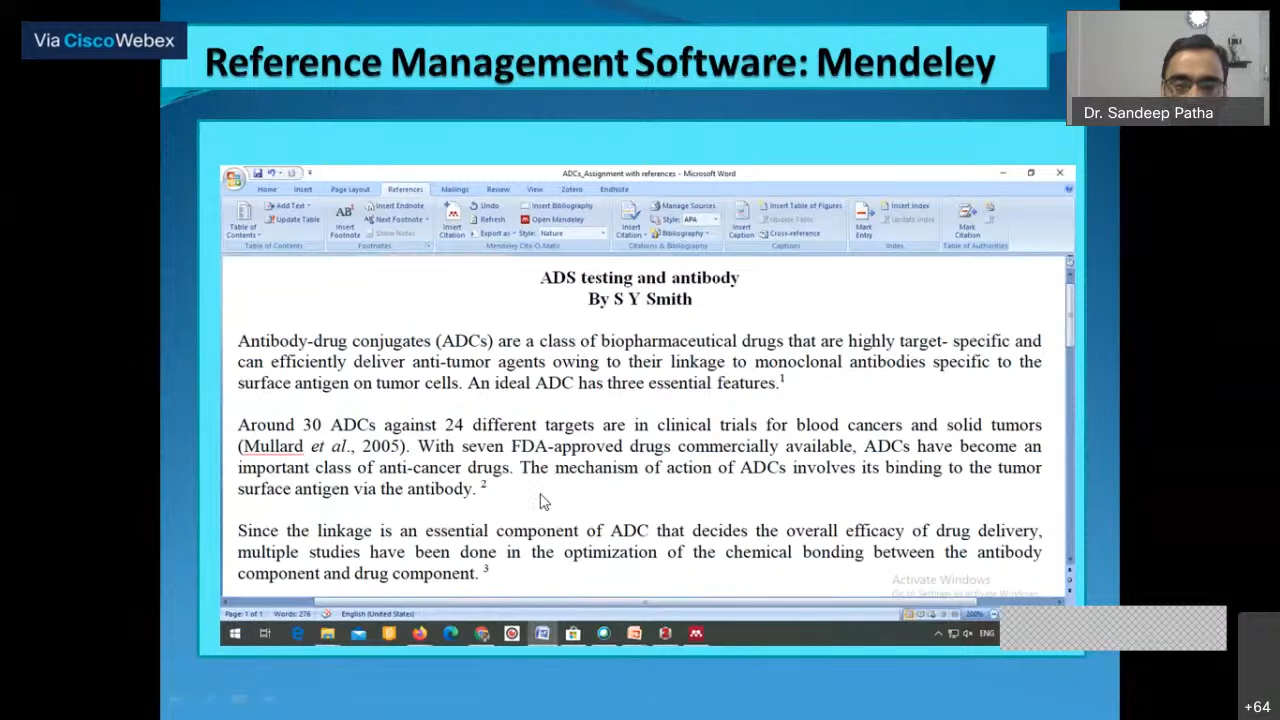 Via CiscoWebex
Reference Management Software: Mendeley
Dr. Sandeep Patha
ADCs_Assignment with references - Microsoft Word
Home Insert Page Layout References Mailings Review View Zotero EndNote
Table of Contents
Add Text
Update Table
Table of Contents
AB¹
Insert Footnote
Insert Endnote
Next Footnote
Show Notes
Footnotes
Insert Citation
Undo
Refresh
Export as
Insert Bibliography
Open Mendeley
Style: Nature
Mendeley Cite-O-Matic
Insert Citation
Manage Sources
Style: APA
Bibliography
Citations & Bibliography
Insert Caption
Insert Table of Figures
Update Table
Cross-reference
Captions
Mark Entry
Insert Index
Update Index
Index
Mark Citation
Table of Authorities
ADS testing and antibody
By S Y Smith
Antibody-drug conjugates (ADCs) are a class of biopharmaceutical drugs that are highly target- specific and
can efficiently deliver anti-tumor agents owing to their linkage to monoclonal antibodies specific to the
surface antigen on tumor cells. An ideal ADC has three essential features.¹
Around 30 ADCs against 24 different targets are in clinical trials for blood cancers and solid tumors
(Mullard et al., 2005). With seven FDA-approved drugs commercially available, ADCs have become an
important class of anti-cancer drugs. The mechanism of action of ADCs involves its binding to the tumor
surface antigen via the antibody. ²
Since the linkage is an essential component of ADC that decides the overall efficacy of drug delivery,
multiple studies have been done in the optimization of the chemical bonding between the antibody
component and drug component. ³
Activate Windows
Go to Settings to activate Windows.
Page: 1 of 1 Words: 276 English (United States) 200%
ENG
+64